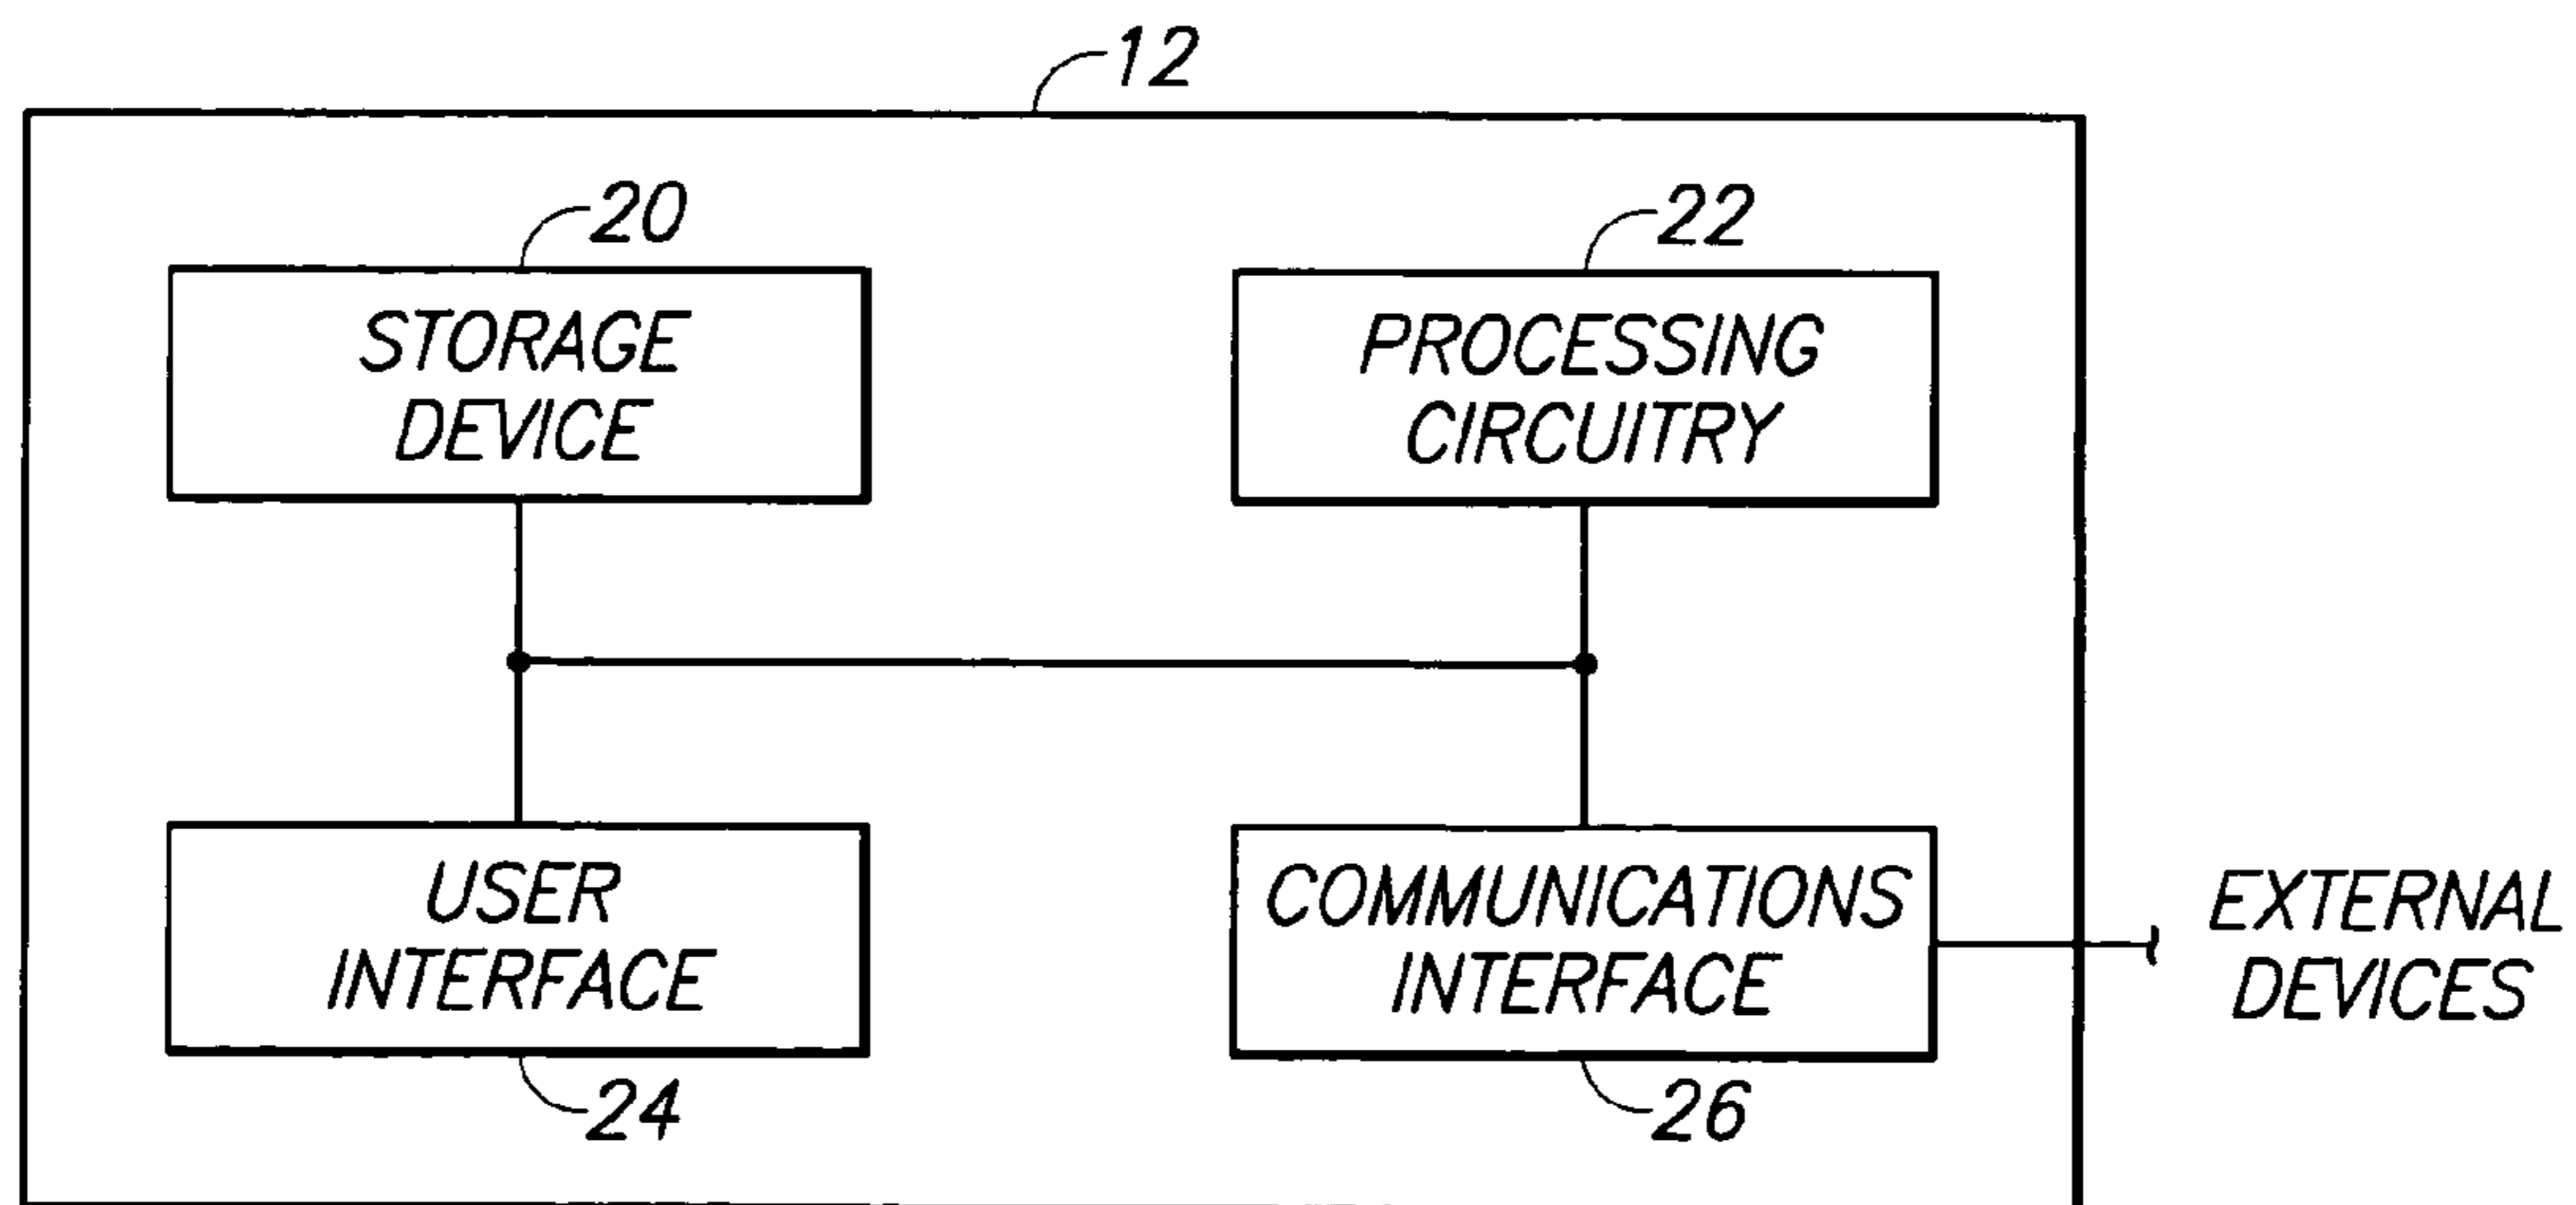 12
20
22
STORAGE
DEVICE
PROCESSING
CIRCUITRY
USER
INTERFACE
COMMUNICATIONS
INTERFACE
EXTERNAL
DEVICES
24
26